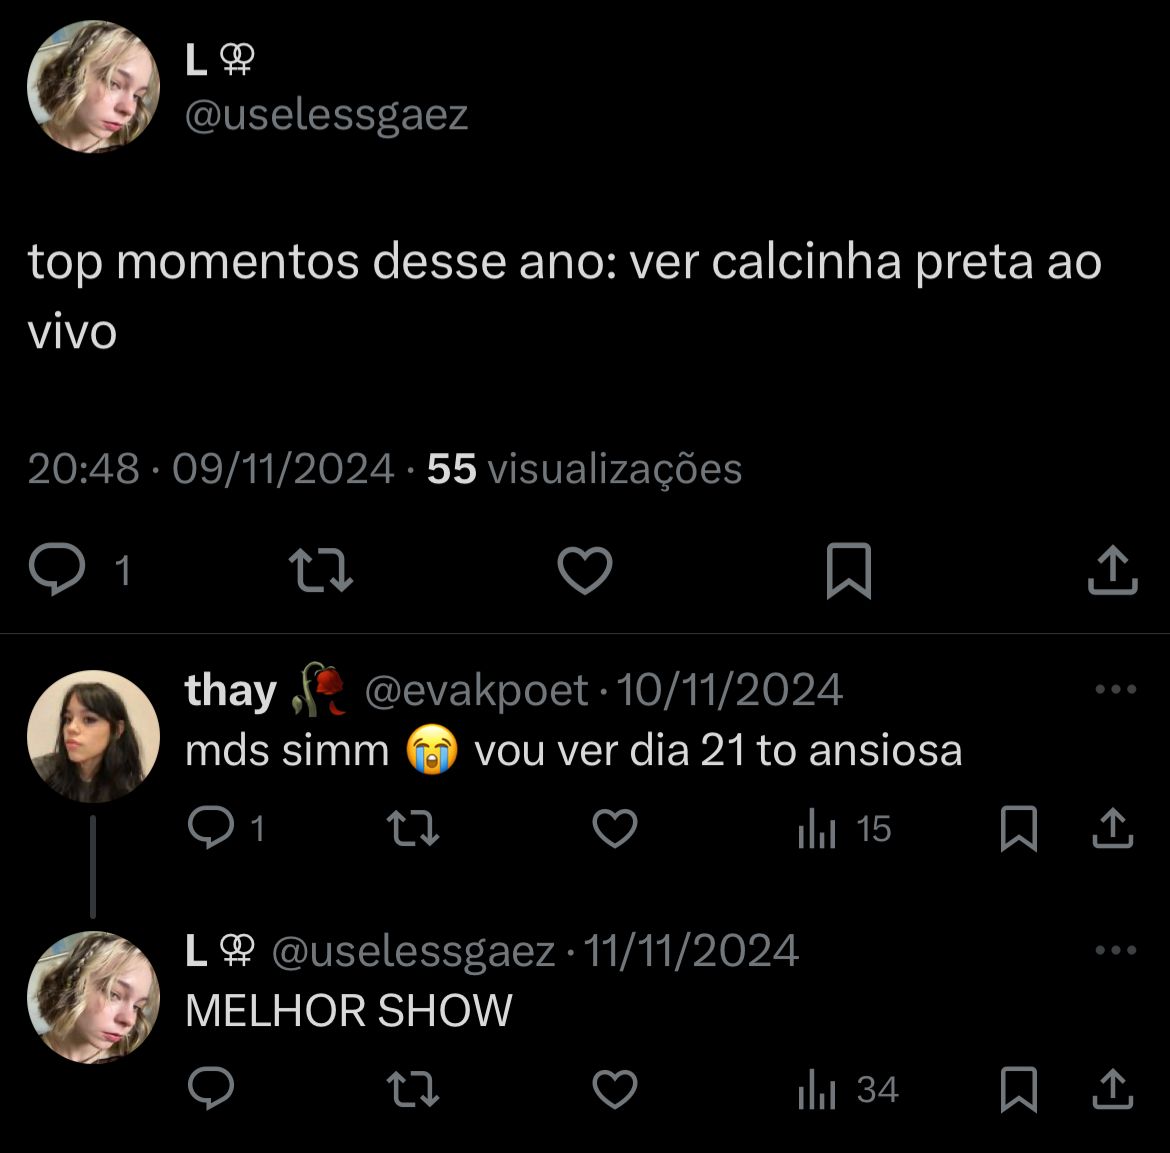 L ⚢
@uselessgaez
top momentos desse ano: ver calcinha preta ao
vivo
20:48 · 09/11/2024 · 55 visualizações
1
thay 🥀 @evakpoet · 10/11/2024
mds simm 😭 vou ver dia 21 to ansiosa
1 15
L ⚢ @uselessgaez · 11/11/2024
MELHOR SHOW
34